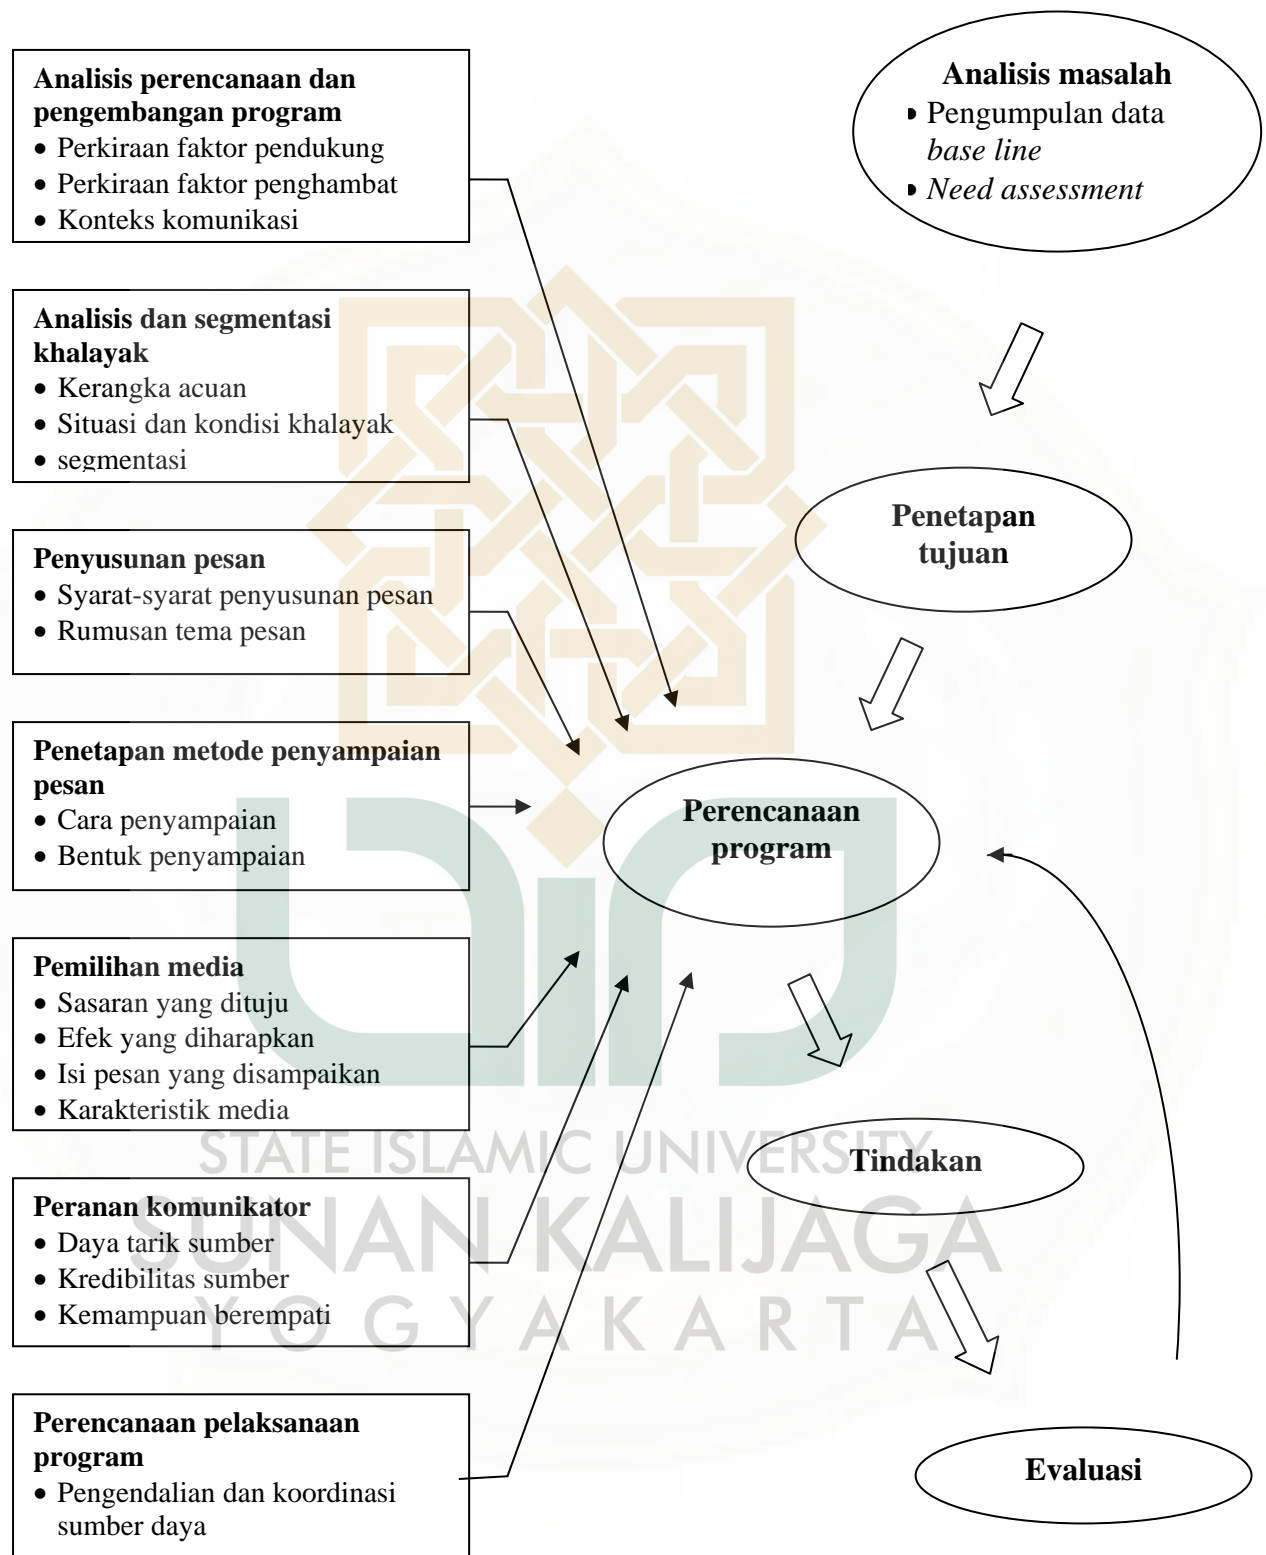 Analisis perencanaan dan
pengembangan program
• Perkiraan faktor pendukung
• Perkiraan faktor penghambat
• Konteks komunikasi
Analisis dan segmentasi
khalayak
• Kerangka acuan
• Situasi dan kondisi khalayak
• segmentasi
Penyusunan pesan
• Syarat-syarat penyusunan pesan
• Rumusan tema pesan
Penetapan metode penyampaian
pesan
• Cara penyampaian
• Bentuk penyampaian
Pemilihan media
• Sasaran yang dituju
• Efek yang diharapkan
• Isi pesan yang disampaikan
• Karakteristik media
Peranan komunikator
• Daya tarik sumber
• Kredibilitas sumber
• Kemampuan berempati
Perencanaan pelaksanaan
program
• Pengendalian dan koordinasi
sumber daya
Analisis masalah
• Pengumpulan data
base line
• Need assessment
Penetapan
tujuan
Perencanaan
program
Tindakan
Evaluasi
STATE ISLAMIC UNIVERSITY
SUNAN KALIJAGA
YOGYAKARTA